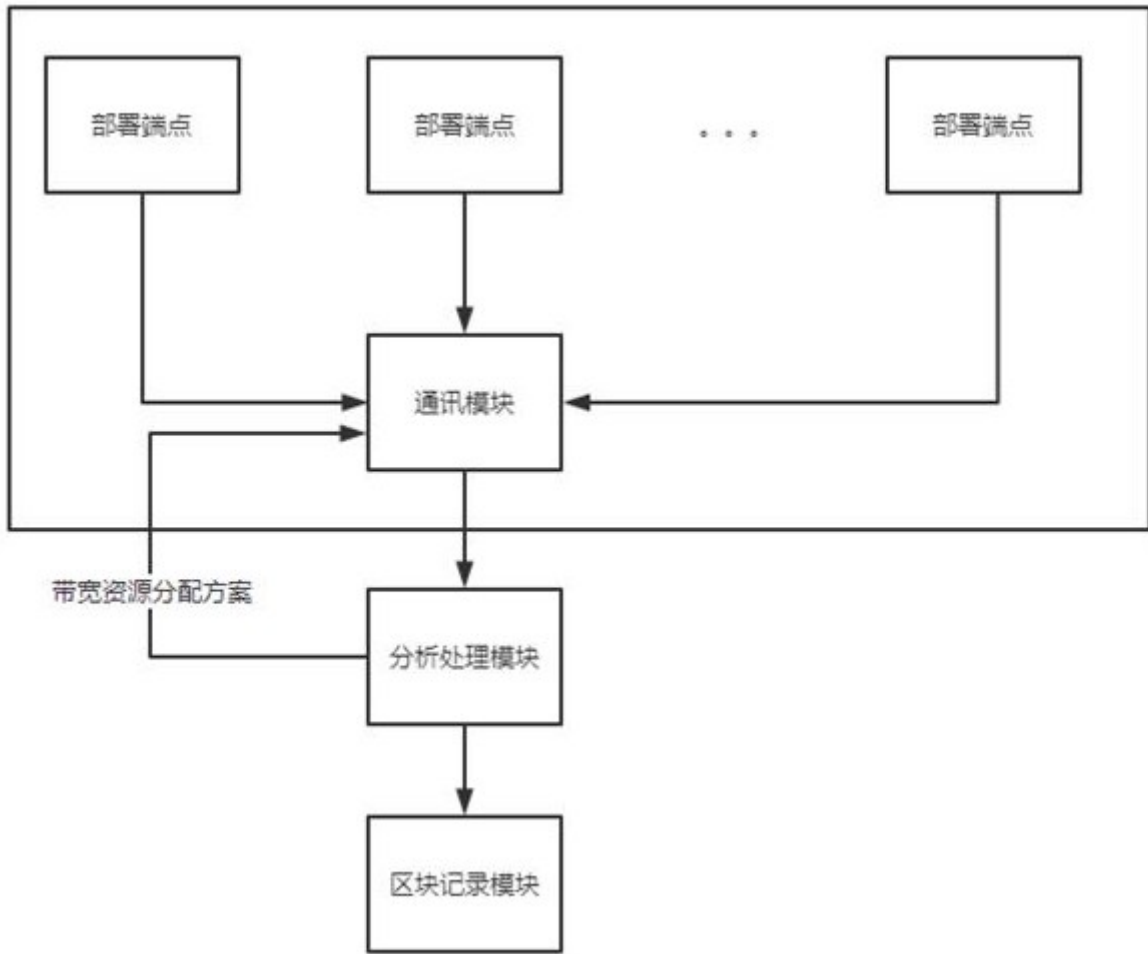 部署端点
部署端点
。。。
部署端点
通讯模块
带宽资源分配方案
分析处理模块
区块记录模块